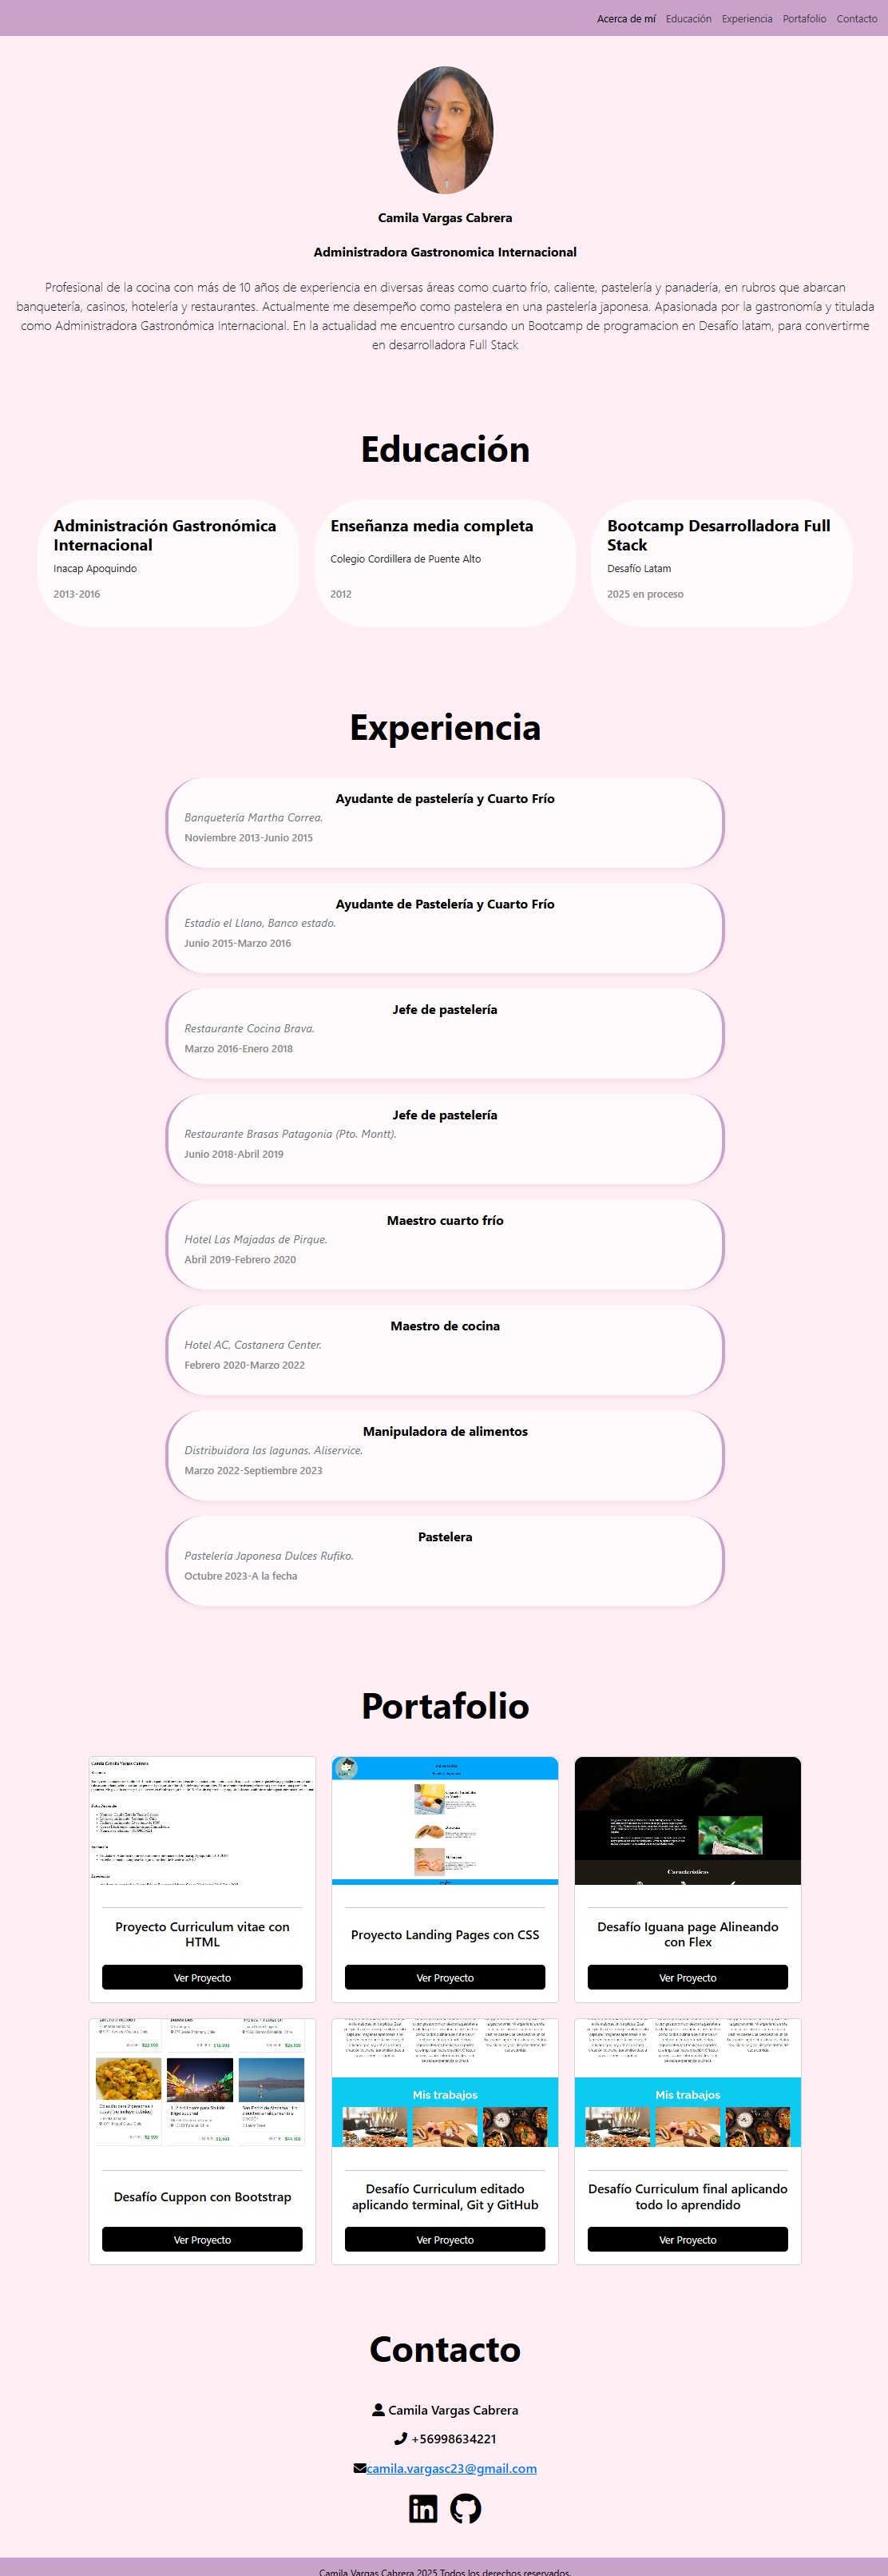 Acerca de mí Educación Experiencia Portafolio Contacto
Camila Vargas Cabrera
Administradora Gastronomica Internacional
Profesional de la cocina con más de 10 años de experiencia en diversas áreas como cuarto frío, caliente, pastelería y panadería, en rubros que abarcan
banquetería, casinos, hotelería y restaurantes. Actualmente me desempeño como pastelera en una pastelería japonesa. Apasionada por la gastronomía y titulada
como Administradora Gastronómica Internacional. En la actualidad me encuentro cursando un Bootcamp de programacion en Desafío latam, para convertirme
en desarrolladora Full Stack
Educación
Administración Gastronómica
Internacional
Inacap Apoquindo
2013-2016
Enseñanza media completa
Colegio Cordillera de Puente Alto
2012
Bootcamp Desarrolladora Full
Stack
Desafío Latam
2025 en proceso
Experiencia
Ayudante de pastelería y Cuarto Frío
Banquetería Martha Correa.
Noviembre 2013-Junio 2015
Ayudante de Pastelería y Cuarto Frío
Estadio el Llano, Banco estado.
Junio 2015-Marzo 2016
Jefe de pastelería
Restaurante Cocina Brava.
Marzo 2016-Enero 2018
Jefe de pastelería
Restaurante Brasas Patagonia (Pto. Montt).
Junio 2018-Abril 2019
Maestro cuarto frío
Hotel Las Majadas de Pirque.
Abril 2019-Febrero 2020
Maestro de cocina
Hotel AC, Costanera Center.
Febrero 2020-Marzo 2022
Manipuladora de alimentos
Distribuidora las lagunas. Aliservice.
Marzo 2022-Septiembre 2023
Pastelera
Pastelería Japonesa Dulces Rufiko.
Octubre 2023-A la fecha
Portafolio
Proyecto Curriculum vitae con
HTML
Ver Proyecto
Proyecto Landing Pages con CSS
Ver Proyecto
Características
Desafío Iguana page Alineando
con Flex
Ver Proyecto
Desafío Cuppon con Bootstrap
Ver Proyecto
Mis trabajos
Desafío Curriculum editado
aplicando terminal, Git y GitHub
Ver Proyecto
Mis trabajos
Desafío Curriculum final aplicando
todo lo aprendido
Ver Proyecto
Contacto
Camila Vargas Cabrera
+56998634221
camila.vargasc23@gmail.com
Camila Vargas Cabrera 2025 Todos los derechos reservados.